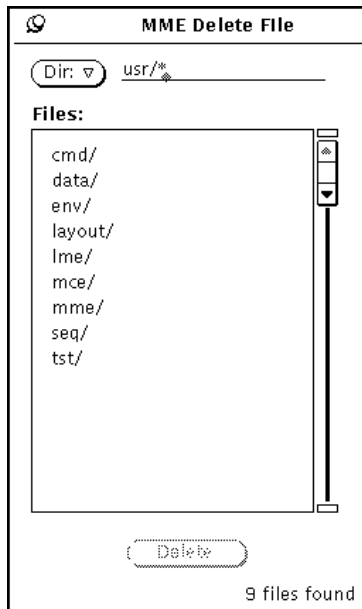 MME Delete FIle
Dir: usr/*
Files:
cmd/
data/
env/
layout/
lme/
mce/
mme/
seq/
tst/
Delete
9 files found